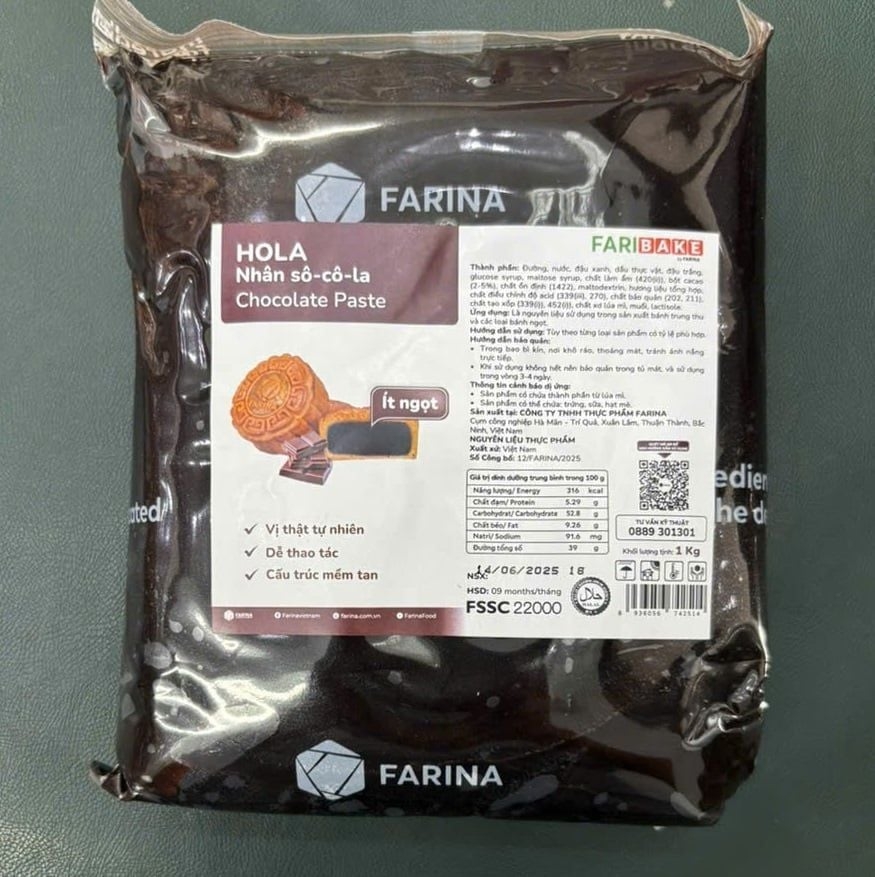 FARINA
HOLA
Nhân sô-cô-la
Chocolate Paste
Ít ngọt
Vị thật tự nhiên
Dễ thao tác
Cấu trúc mềm tan
FARINA
Farinavietnam
farina.com.vn
FarinaFood
FARIBAKE
by FARINA
Thành phần: Đường, nước, đậu xanh, dầu thực vật, đậu trắng,
glucose syrup, maltose syrup, chất làm ẩm (420(ii)), bột cacao
(2-5%), chất ổn định (1422), maltodextrin, hương liệu tổng hợp,
chất điều chỉnh độ acid (339(iii), 270), chất bảo quản (202, 211),
chất tạo xốp (339(i), 452(i)), chất xơ lúa mì, muối, lactisole.
Ứng dụng: Là nguyên liệu sử dụng trong sản xuất bánh trung thu
và các loại bánh ngọt.
Hướng dẫn sử dụng: Tùy theo từng loại sản phẩm có tỷ lệ phù hợp.
Hướng dẫn bảo quản:
• Trong bao bì kín, nơi khô ráo, thoáng mát, tránh ánh nắng
trực tiếp.
• Khi sử dụng không hết nên bảo quản trong tủ mát, và sử dụng
trong vòng 3-4 ngày.
Thông tin cảnh báo dị ứng:
• Sản phẩm có chứa thành phần từ lúa mì.
• Sản phẩm có thể chứa: trứng, sữa, hạt mè.
Sản xuất tại: CÔNG TY TNHH THỰC PHẨM FARINA
Cụm công nghiệp Hà Mãn - Trí Quả, Xuân Lâm, Thuận Thành, Bắc
Ninh, Việt Nam
NGUYÊN LIỆU THỰC PHẨM
Xuất xứ: Việt Nam
Số Công bố: 12/FARINA/2025
Giá trị dinh dưỡng trung bình trong 100 g
Năng lượng/ Energy 316 kcal
Chất đạm/ Protein 5.29 g
Carbohydrat/ Carbohydrate 52.8 g
Chất béo/ Fat 9.26 g
Natri/ Sodium 91.6 mg
Đường tổng số 39 g
TƯ VẤN KỸ THUẬT
0889 301301
Khối lượng tịnh: 1 Kg
NSX: 14/06/2025 18
HSD: 09 months/tháng
FSSC 22000
HALAL
8 936056 742514
FARINA